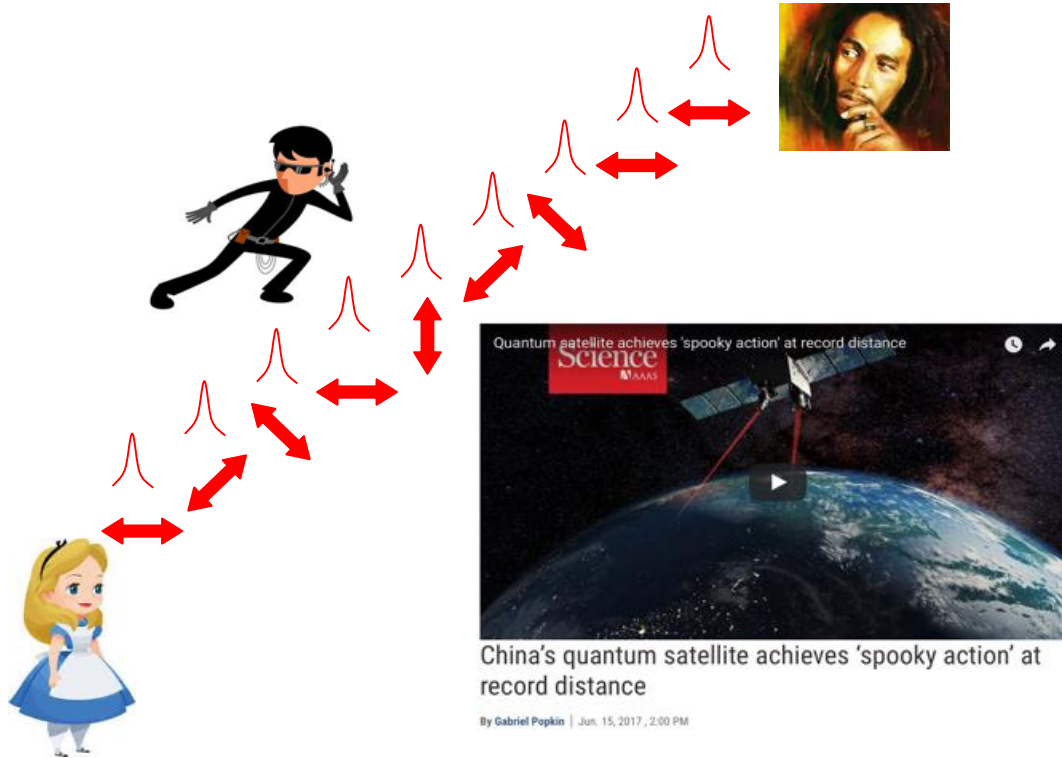 Quantum satellite achieves 'spooky action' at record distance
Science
AAAS
China's quantum satellite achieves 'spooky action' at
record distance
By Gabriel Popkin | Jun. 15, 2017 , 2:00 PM